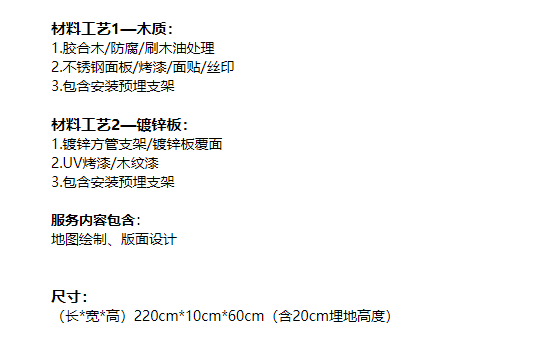 材料工艺1—木质：
1.胶合木/防腐/刷木油处理
2.不锈钢面板/烤漆/面贴/丝印
3.包含安装预埋支架
材料工艺2—镀锌板：
1.镀锌方管支架/镀锌板覆面
2.UV烤漆/木纹漆
3.包含安装预埋支架
服务内容包含：
地图绘制、版面设计
尺寸：
（长*宽*高）220cm*10cm*60cm（含20cm埋地高度）